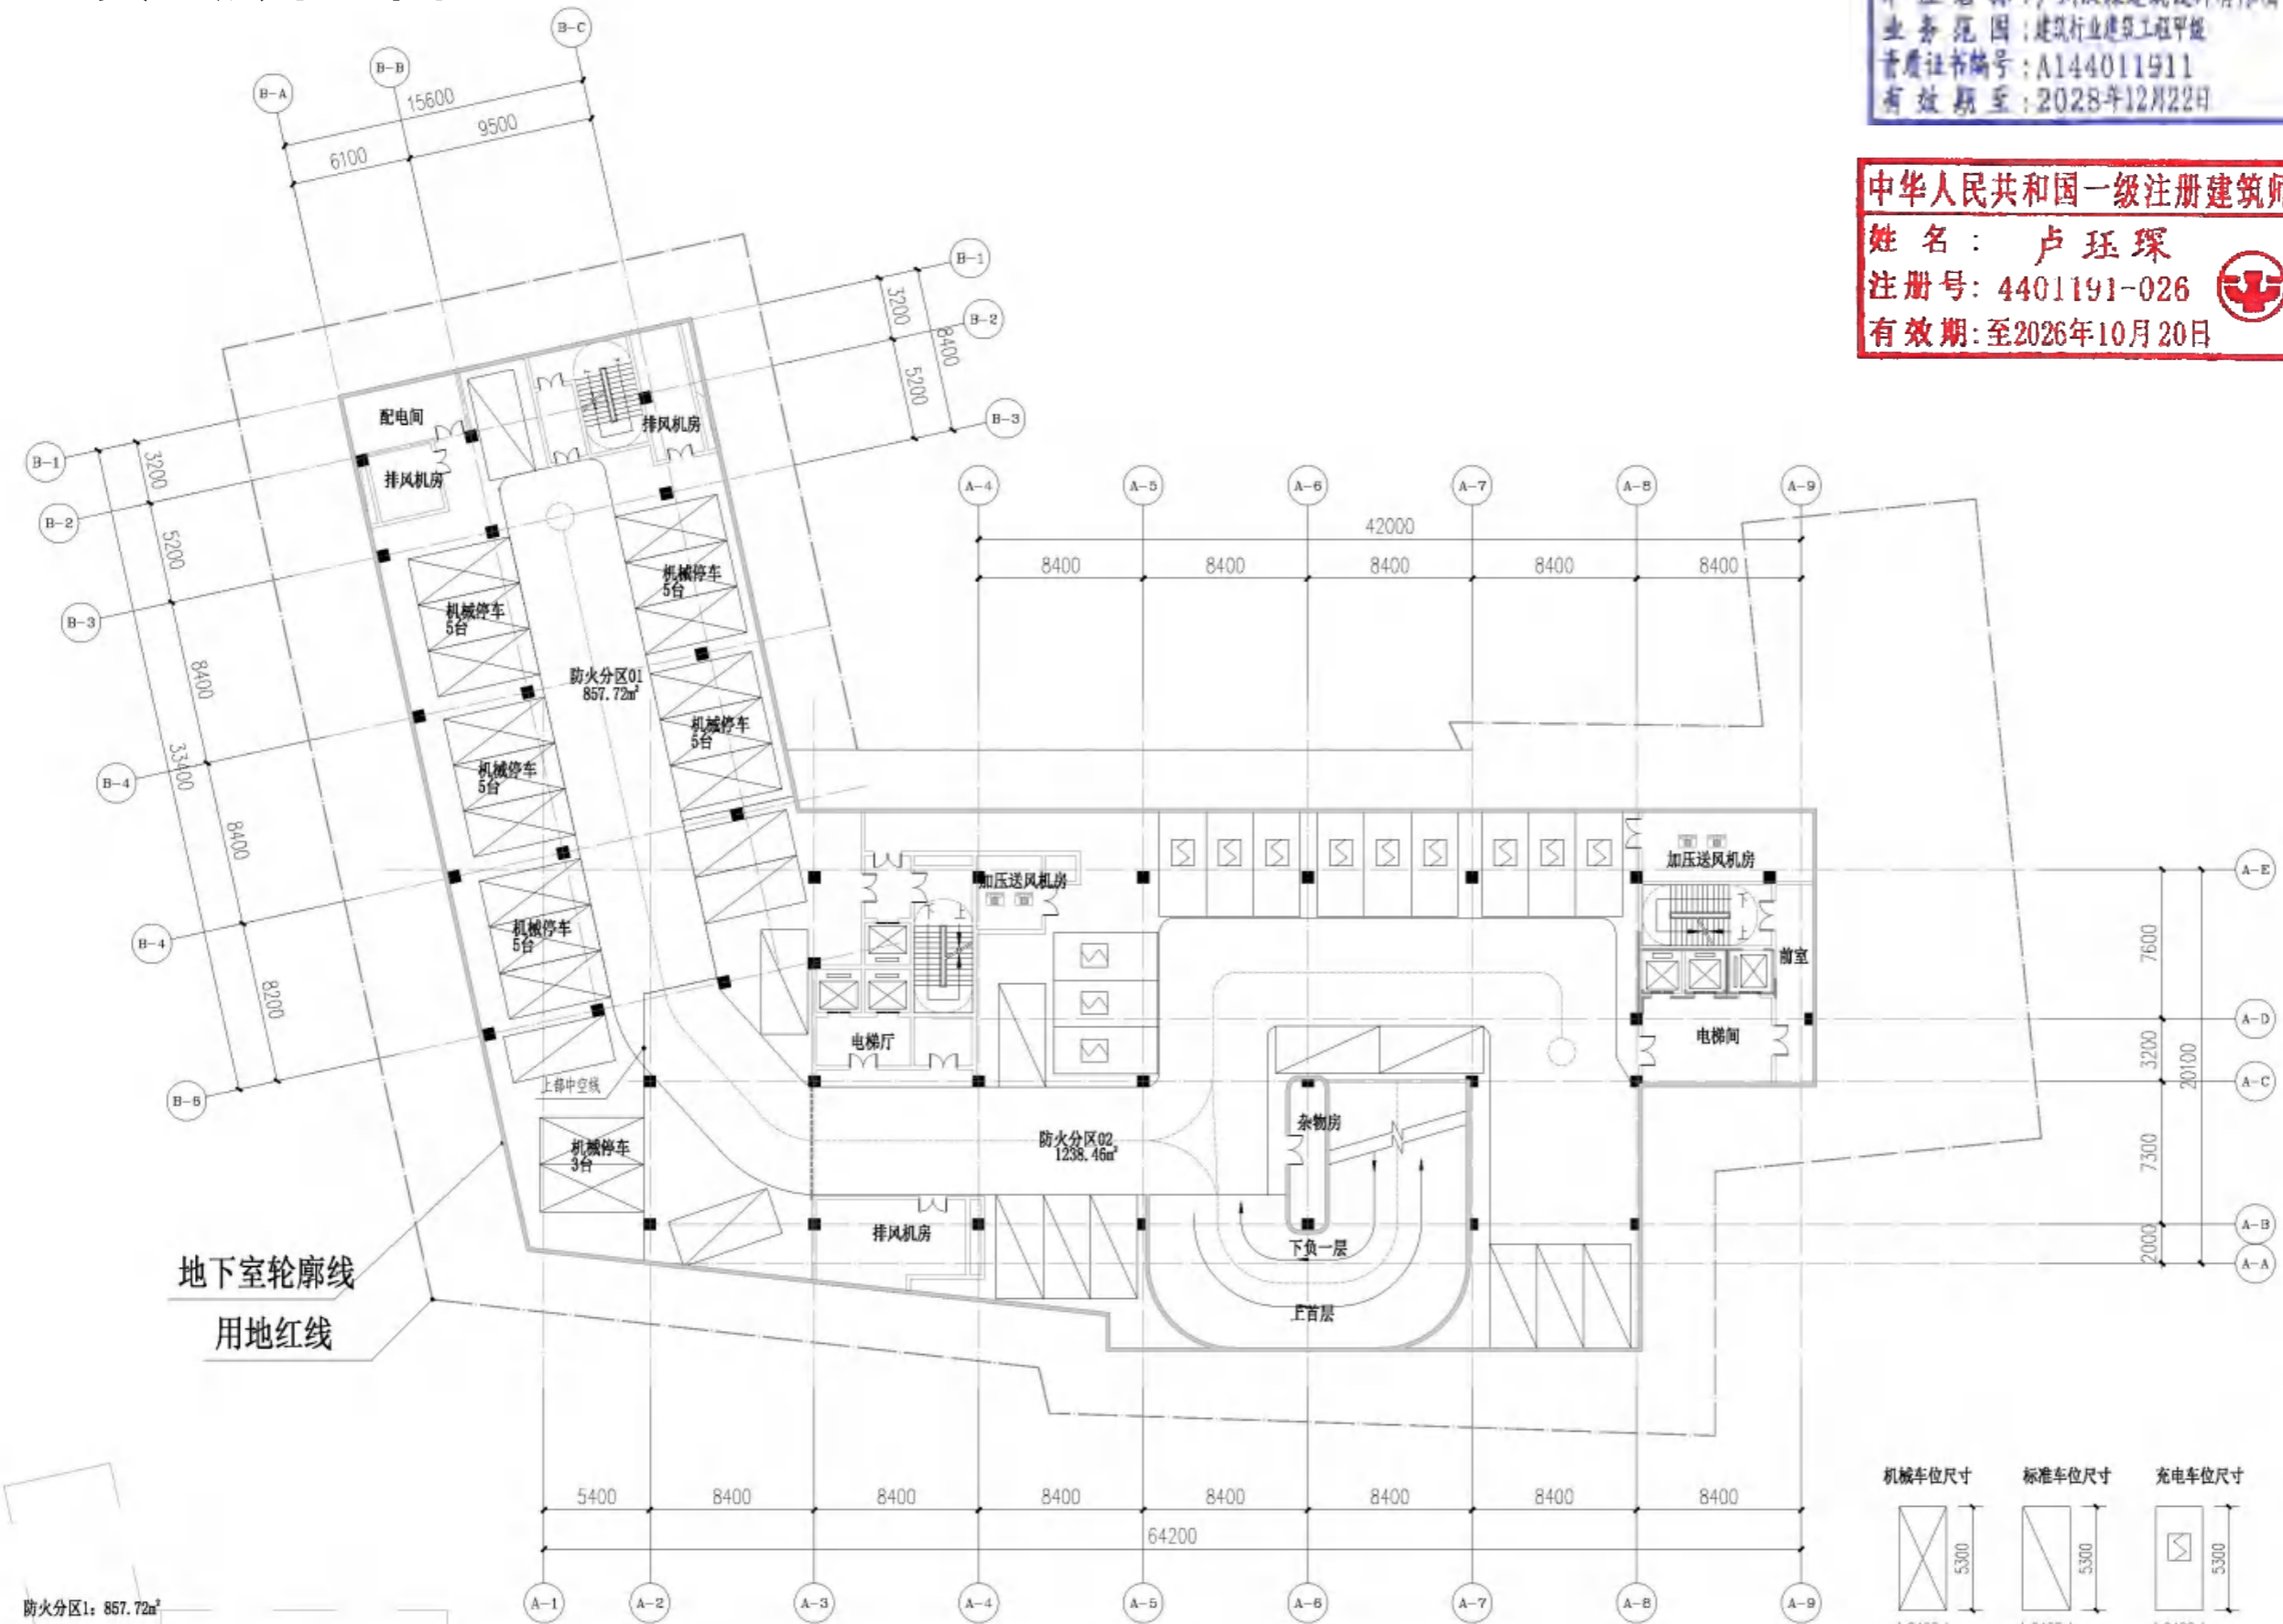 业务范围:建筑行业建筑工程甲级
资质证书编号:A144011911
有效期至:2028年12月22日
中华人民共和国一级注册建筑师
姓名: 卢珏琛
注册号: 4401191-026
有效期:至2026年10月20日
B-A
B-B
B-C
15600
6100
9500
B-1
B-2
B-3
3200
5200
8400
B-1
B-2
B-3
B-4
B-4
B-6
3200
5200
8400
8400
8200
33400
配电间
排风机房
排风机房
机械停车
5台
机械停车
5台
防火分区01
857.72㎡
机械停车
5台
机械停车
5台
机械停车
5台
上部中空线
机械停车
3台
A-4
A-5
A-6
A-7
A-8
A-9
42000
8400
8400
8400
8400
8400
加压送风机房
下
上
电梯厅
加压送风机房
下
上
前室
电梯间
防火分区02
1238.46㎡
杂物房
排风机房
下负一层
上首层
A-E
A-D
A-C
A-B
A-A
7600
3200
7300
2000
20100
地下室轮廓线
用地红线
5400
8400
8400
8400
8400
8400
8400
8400
64200
A-1
A-2
A-3
A-4
A-5
A-6
A-7
A-8
A-9
机械车位尺寸
标准车位尺寸
充电车位尺寸
5300
5300
5300
防火分区1: 857.72㎡